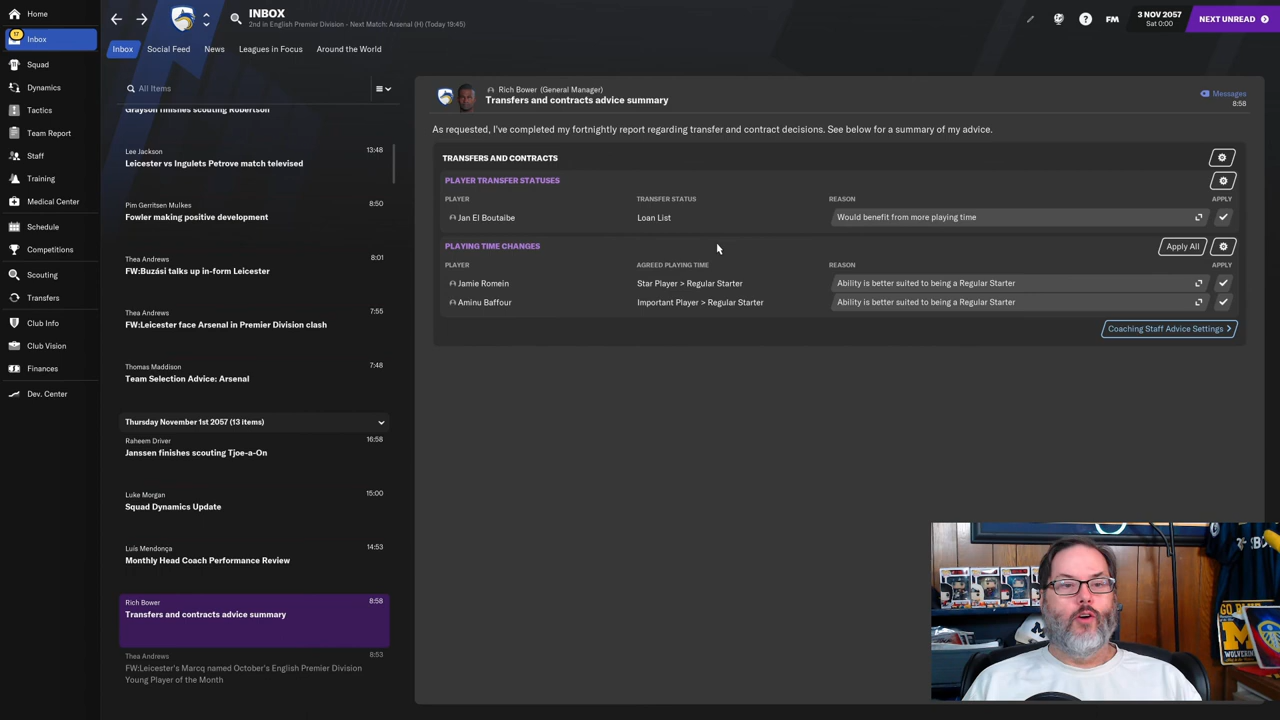 Home
17
Inbox
Squad
Dynamics
Tactics
Team Report
Staff
Training
Medical Center
Schedule
Competitions
Scouting
Transfers
Club Info
Club Vision
Finances
Dev. Center
INBOX
2nd in English Premier Division - Next Match: Arsenal (H) (Today 19:45)
FM
3 NOV 2057
Sat 0:00
NEXT UNREAD
Inbox
Social Feed
News
Leagues in Focus
Around the World
All Items
Grayson finishes scouting Robertson
Lee Jackson 13:48
Leicester vs Ingulets Petrove match televised
Pim Gerritsen Mulkes 8:50
Fowler making positive development
Thea Andrews 8:01
FW:Buzási talks up in-form Leicester
Thea Andrews 7:55
FW:Leicester face Arsenal in Premier Division clash
Thomas Maddison 7:48
Team Selection Advice: Arsenal
Thursday November 1st 2057 (13 items)
Raheem Driver 16:58
Janssen finishes scouting Tjoe-a-On
Luke Morgan 15:00
Squad Dynamics Update
Luís Mendonça 14:53
Monthly Head Coach Performance Review
Rich Bower 8:58
Transfers and contracts advice summary
Thea Andrews 8:53
FW:Leicester's Marcq named October's English Premier Division
Young Player of the Month
Rich Bower (General Manager)
Transfers and contracts advice summary
Messages
8:58
As requested, I've completed my fortnightly report regarding transfer and contract decisions. See below for a summary of my advice.
TRANSFERS AND CONTRACTS
PLAYER TRANSFER STATUSES
PLAYER TRANSFER STATUS REASON APPLY
Jan El Boutaibe Loan List Would benefit from more playing time
PLAYING TIME CHANGES
Apply All
PLAYER AGREED PLAYING TIME REASON APPLY
Jamie Romein Star Player > Regular Starter Ability is better suited to being a Regular Starter
Aminu Baffour Important Player > Regular Starter Ability is better suited to being a Regular Starter
Coaching Staff Advice Settings
GO BLUE
M